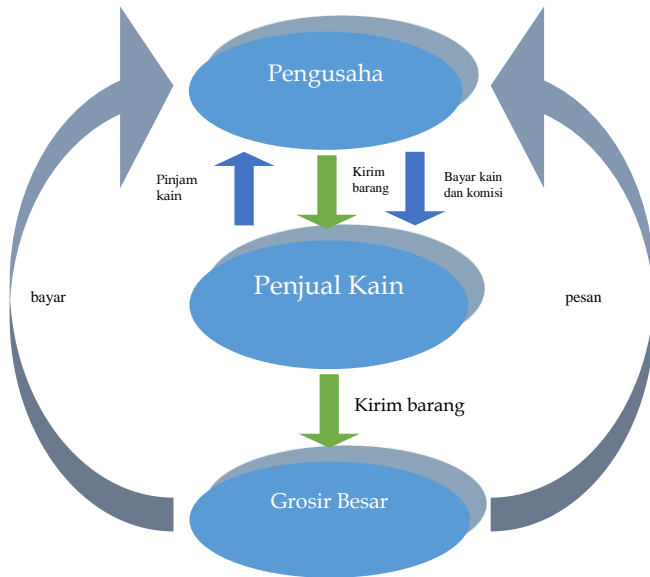 Pengusaha
Pinjam
kain
Kirim
barang
Bayar kain
dan komisi
Penjual Kain
bayar
pesan
Kirim barang
Grosir Besar